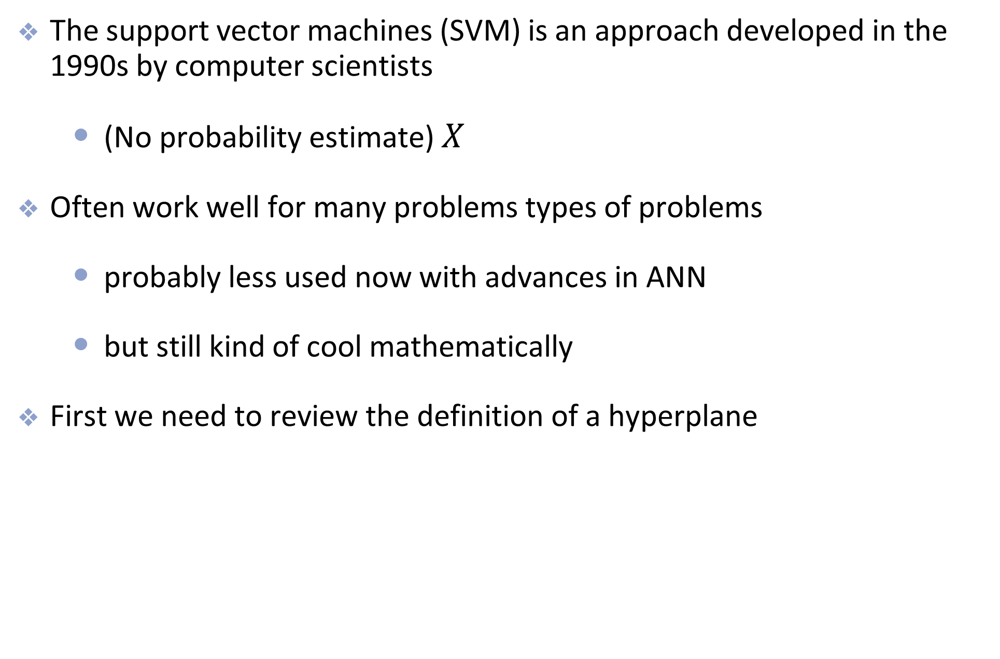 The support vector machines (SVM) is an approach developed in the
1990s by computer scientists
(No probability estimate) X
Often work well for many problems types of problems
probably less used now with advances in ANN
but still kind of cool mathematically
First we need to review the definition of a hyperplane